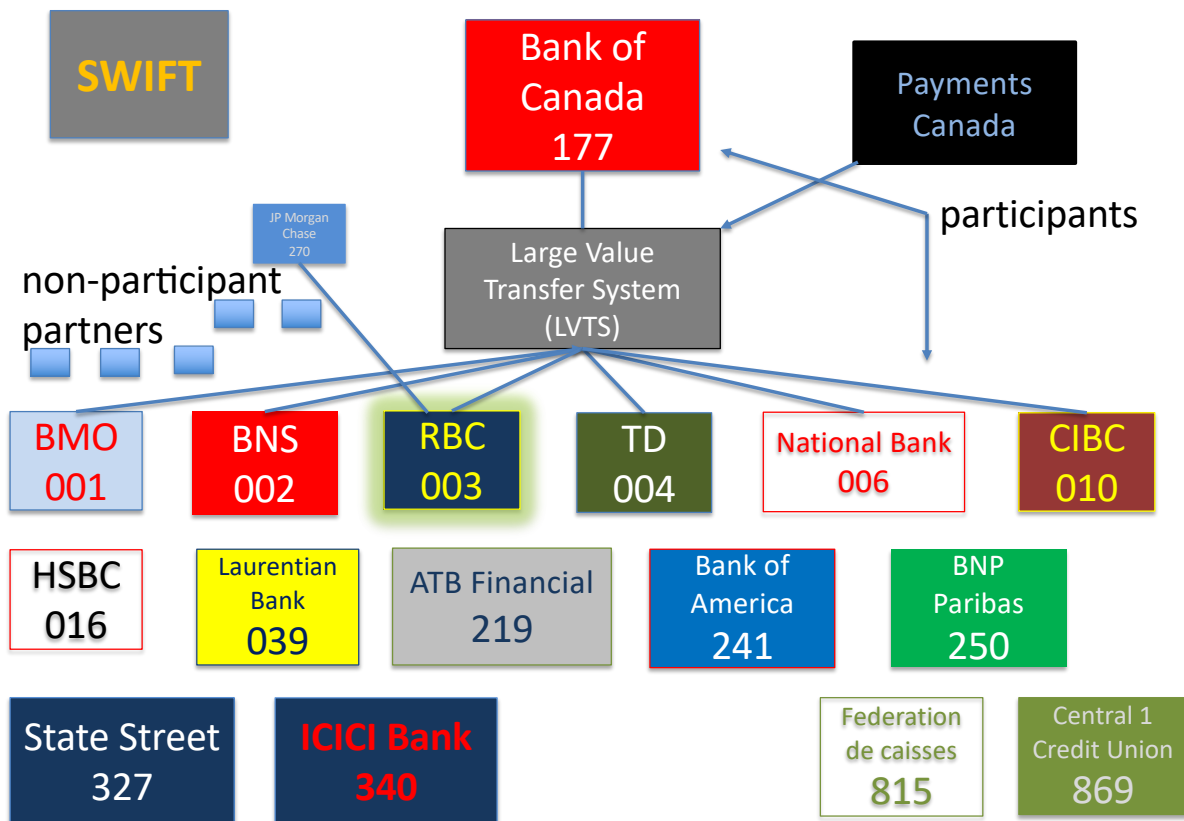 SWIFT
Bank of
Canada
177
Payments
Canada
participants
JP Morgan
Chase
270
non-participant
partners
Large Value
Transfer System
(LVTS)
BMO
001
BNS
002
RBC
003
TD
004
National Bank
006
CIBC
010
HSBC
016
Laurentian
Bank
039
ATB Financial
219
Bank of
America
241
BNP
Paribas
250
State Street
327
ICICI Bank
340
Federation
de caisses
815
Central 1
Credit Union
869